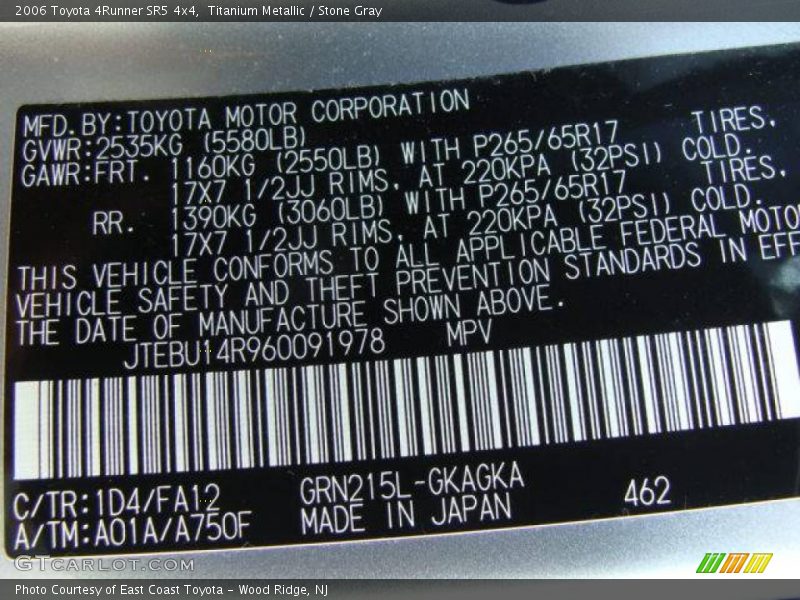 2006 Toyota 4Runner SR5 4x4, Titanium Metallic / Stone Gray
MFD.BY:TOYOTA MOTOR CORPORATION
GVWR:2535KG (5580LB)
GAWR:FRT. 1160KG (2550LB) WITH P265/65R17 TIRES,
17X7 1/2JJ RIMS, AT 220KPA (32PSI) COLD.
RR. 1390KG (3060LB) WITH P265/65R17 TIRES,
17X7 1/2JJ RIMS, AT 220KPA (32PSI) COLD.
THIS VEHICLE CONFORMS TO ALL APPLICABLE FEDERAL MOTOR
VEHICLE SAFETY AND THEFT PREVENTION STANDARDS IN EFF
THE DATE OF MANUFACTURE SHOWN ABOVE.
JTEBU14R960091978 MPV
C/TR:1D4/FA12 GRN215L-GKAGKA 462
A/TM:A01A/A750F MADE IN JAPAN
GTCARLOT.COM
Photo Courtesy of East Coast Toyota - Wood Ridge, NJ